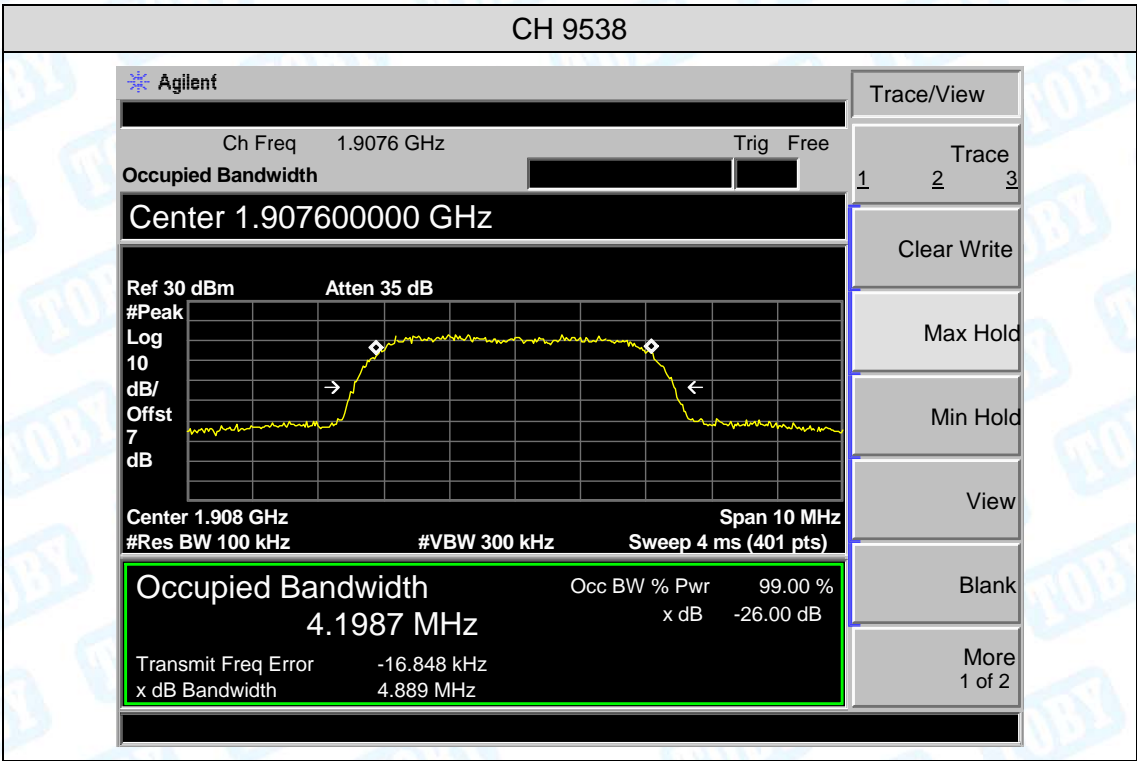 CH 9538
Agilent
Trace/View
Ch Freq 1.9076 GHz Trig Free
Occupied Bandwidth
Trace
1 2 3
Center 1.907600000 GHz
Clear Write
Ref 30 dBm Atten 35 dB
#Peak
Log
10
dB/
Offst
7
dB
Max Hold
Min Hold
View
Center 1.908 GHz Span 10 MHz
#Res BW 100 kHz #VBW 300 kHz Sweep 4 ms (401 pts)
Occupied Bandwidth Occ BW % Pwr 99.00 %
4.1987 MHz x dB -26.00 dB
Blank
Transmit Freq Error -16.848 kHz
x dB Bandwidth 4.889 MHz
More
1 of 2
TOBY